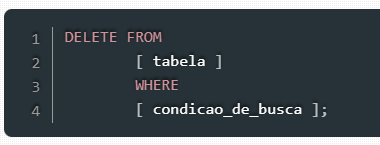 1 DELETE FROM
2 [ tabela ]
3 WHERE
4 [ condicao_de_busca ];